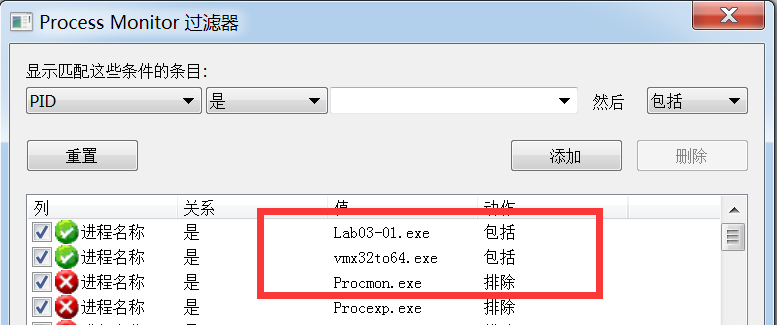 Process Monitor 过滤器
显示匹配这些条件的条目:
PID 是 然后 包括
重置 添加 删除
列 关系 值 动作
进程名称 是 Lab03-01.exe 包括
进程名称 是 vmx32to64.exe 包括
进程名称 是 Procmon.exe 排除
进程名称 是 Procexp.exe 排除